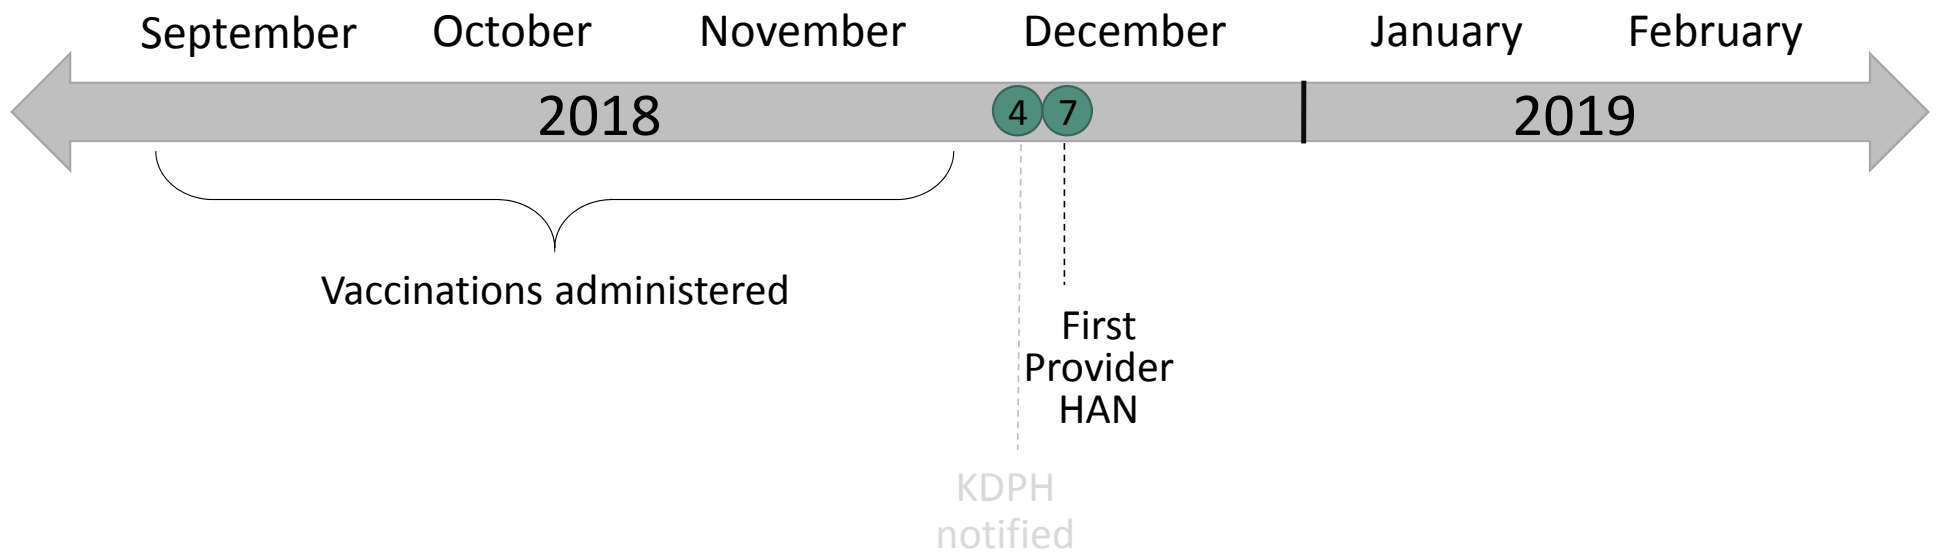 September October November December January February
2018 4 7 2019
Vaccinations administered
First
Provider
HAN
KDPH
notified